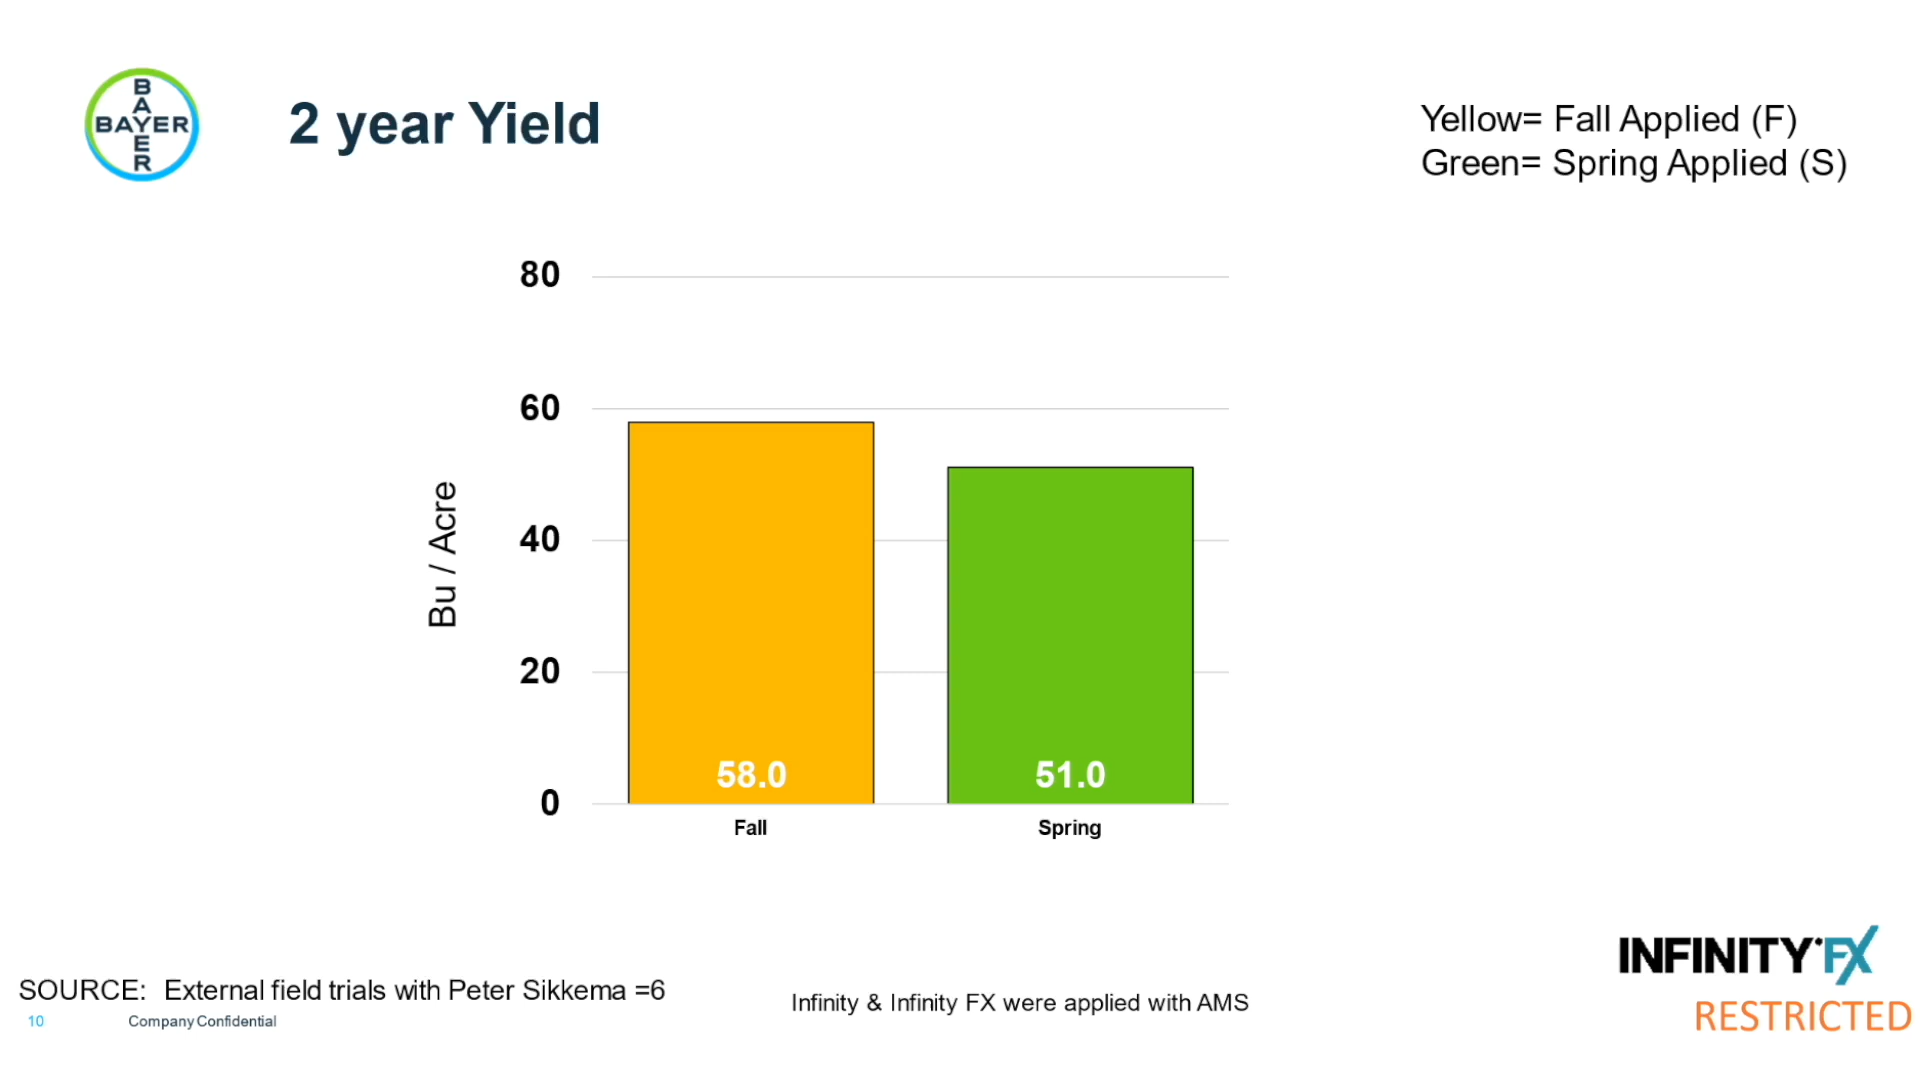 BAYER
BAYER
2 year Yield
Yellow= Fall Applied (F)
Green= Spring Applied (S)
80
60
40
20
0
Bu / Acre
58.0
51.0
Fall
Spring
SOURCE: External field trials with Peter Sikkema =6
Infinity & Infinity FX were applied with AMS
10
Company Confidential
INFINITY FX
RESTRICTED